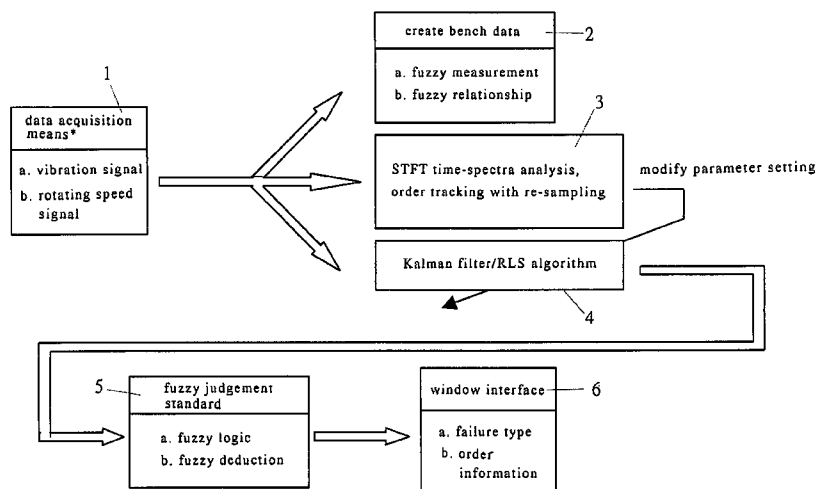 create bench data
2
a. fuzzy measurement
b. fuzzy relationship
1
data acquisition
means*
a. vibration signal
b. rotating speed
signal
3
STFT time-spectra analysis,
order tracking with re-sampling
modify parameter setting
Kalman filter/RLS algorithm
4
5
fuzzy judgement
standard
a. fuzzy logic
b. fuzzy deduction
window interface
6
a. failure type
b. order
information